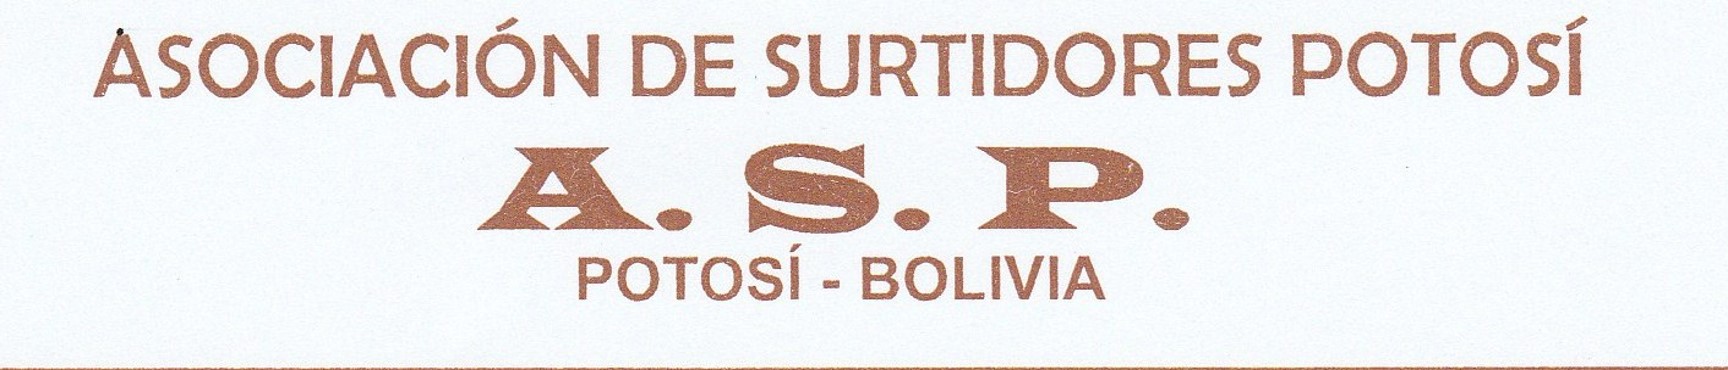 ASOCIACIÓN DE SURTIDORES POTOSÍ
A. S. P.
POTOSÍ - BOLIVIA